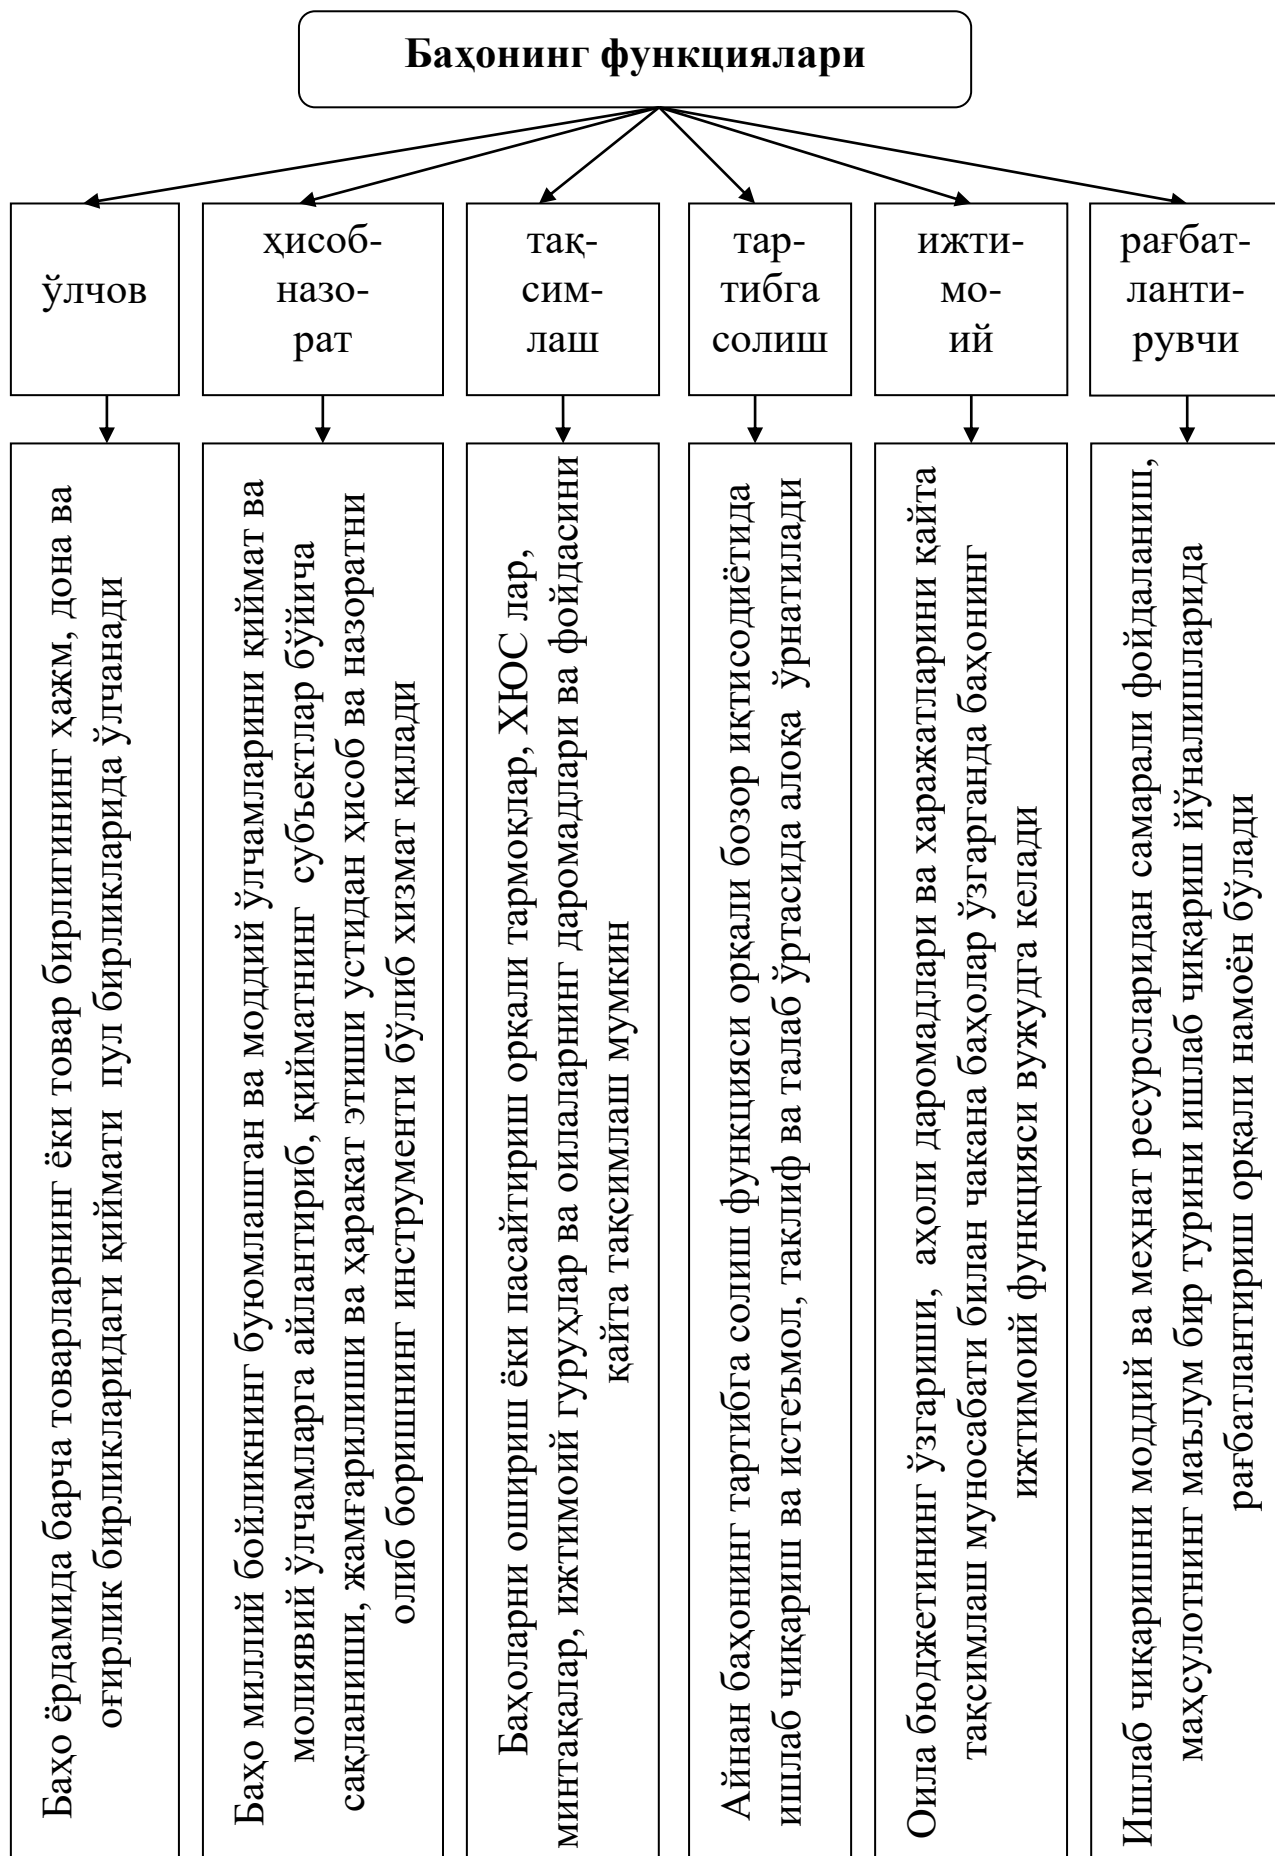 Баҳонинг функциялари
ўлчов
ҳисоб-
назо-
рат
тақ-
сим-
лаш
тар-
тибга
солиш
ижти-
мо-
ий
рағбат-
ланти-
рувчи
Баҳо ёрдамида барча товарларнинг ёки товар бирлигининг ҳажм, дона ва
оғирлик бирликларидаги қиймати пул бирликларида ўлчанади
Баҳо миллий бойликнинг буюмлашган ва моддий ўлчамларини қиймат ва
молиявий ўлчамларга айлантириб, қийматнинг субъектлар бўйича
сақланиши, жамғарилиши ва ҳаракат этиши устидан ҳисоб ва назоратни
олиб боришнинг инструменти бўлиб хизмат қилади
Баҳоларни ошириш ёки пасайтириш орқали тармоқлар, ХЮС лар,
минтақалар, ижтимоий гуруҳлар ва оилаларнинг даромадлари ва фойдасини
қайта тақсимлаш мумкин
Айнан баҳонинг тартибга солиш функцияси орқали бозор иқтисодиётида
ишлаб чиқариш ва истеъмол, таклиф ва талаб ўртасида алоқа ўрнатилади
Оила бюджетининг ўзгариши, аҳоли даромадлари ва харажатларини қайта
тақсимлаш муносабати билан чакана баҳолар ўзгарганда баҳонинг
ижтимоий функцияси вужудга келади
Ишлаб чиқаришни моддий ва меҳнат ресурсларидан самарали фойдаланиш,
маҳсулотнинг маълум бир турини ишлаб чиқариш йўналишларида
рағбатлантириш орқали намоён бўлади